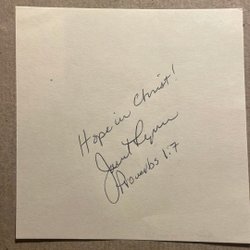 Hope in Christ!
Janet Lynn
Proverbs 1:7